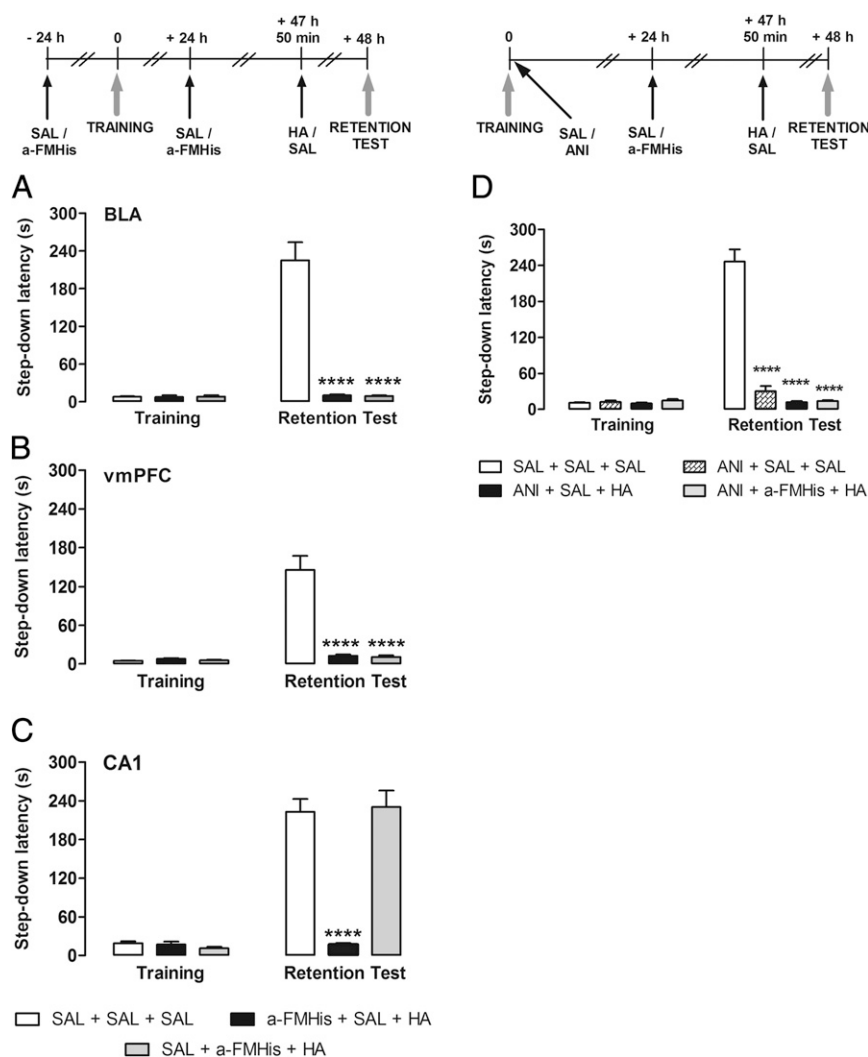 - 24 h
0
+ 24 h
+ 47 h
50 min
+ 48 h
SAL /
a-FMHis
TRAINING
SAL /
a-FMHis
HA /
SAL
RETENTION
TEST
0
+ 24 h
+ 47 h
50 min
+ 48 h
TRAINING
SAL /
ANI
SAL /
a-FMHis
HA /
SAL
RETENTION
TEST
A
BLA
Step-down latency (s)
300
240
180
120
60
0
**** ****
Training
Retention Test
B
vmPFC
Step-down latency (s)
300
240
180
120
60
0
**** ****
Training
Retention Test
C
CA1
Step-down latency (s)
300
240
180
120
60
0
****
Training
Retention Test
SAL + SAL + SAL
a-FMHis + SAL + HA
SAL + a-FMHis + HA
D
Step-down latency (s)
300
240
180
120
60
0
****
****
****
Training
Retention Test
SAL + SAL + SAL
ANI + SAL + SAL
ANI + SAL + HA
ANI + a-FMHis + HA